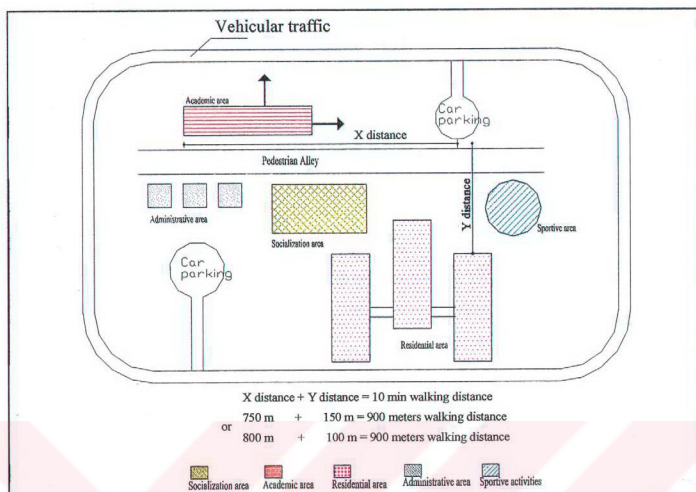 Vehicular traffic
Academic area
Car
parking
X distance
Pedestrian Alley
Y distance
Administrative area
Socialization area
Sportive area
Car
parking
Residential area
X distance + Y distance = 10 min walking distance
750 m + 150 m = 900 meters walking distance
or
800 m + 100 m = 900 meters walking distance
Socialization area
Academic area
Residential area
Administrative area
Sportive activities